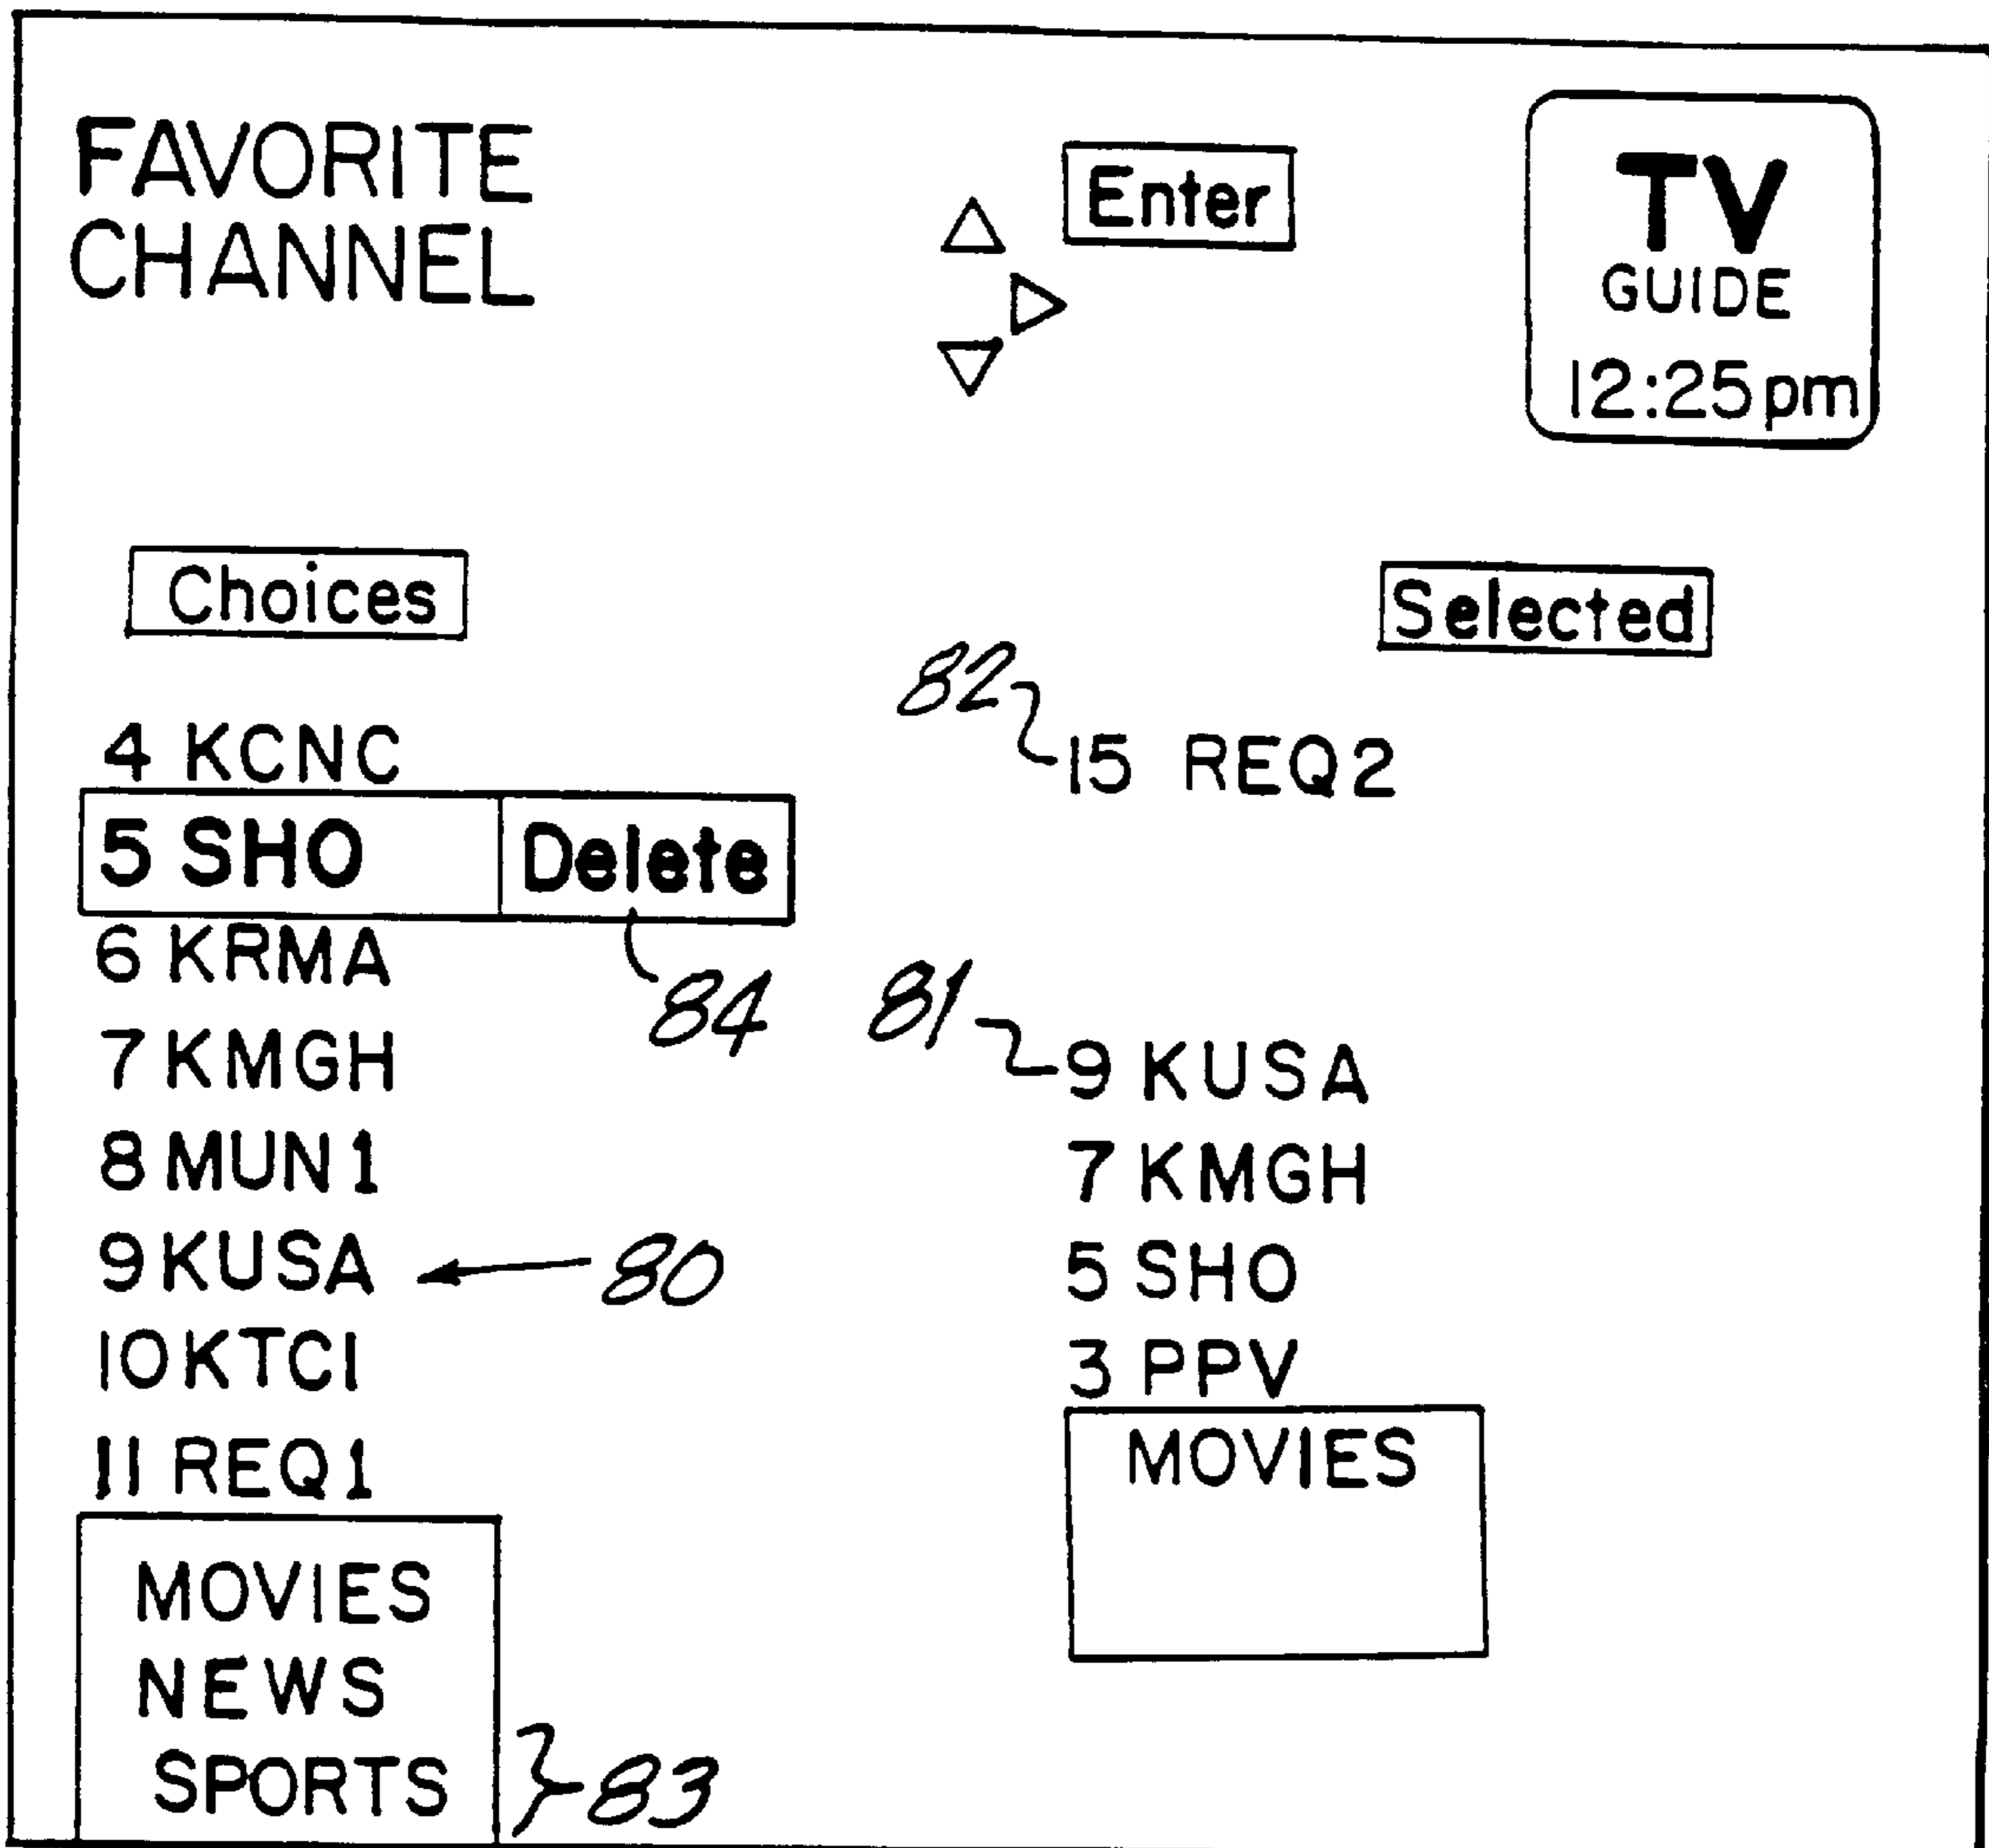 FAVORITE
CHANNEL
Enter
TV
GUIDE
12:25pm
Choices
Selected
82
4 KCNC
15 REQ2
5 SHO Delete
6 KRMA
84
81
7 KMGH
9 KUSA
8 MUN1
7 KMGH
9 KUSA
80
5 SHO
10 KTCI
3 PPV
11 REQ1
MOVIES
MOVIES
NEWS
SPORTS
83